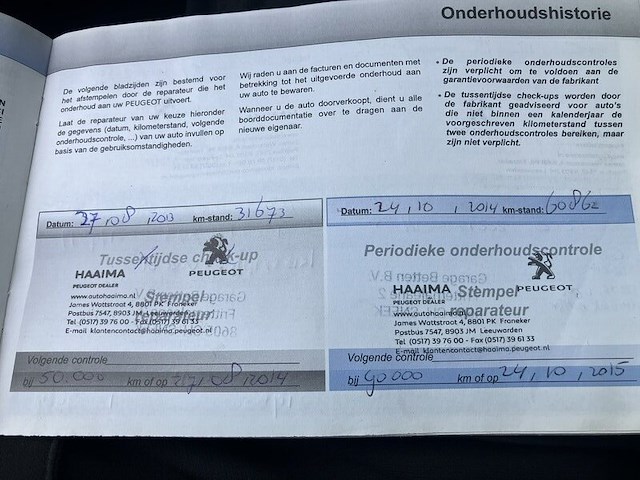 Onderhoudshistorie
De volgende bladzijden zijn bestemd voor
het afstempelen door de reparateur die het
onderhoud aan uw PEUGEOT uitvoert.
Laat de reparateur van uw keuze hieronder
de gegevens (datum, kilometerstand, volgende
onderhoudscontrole, ...) van uw auto invullen op
basis van de gebruiksomstandigheden.
Wij raden u aan de facturen en documenten met
betrekking tot het uitgevoerde onderhoud aan
uw auto te bewaren.
Wanneer u de auto doorverkoopt, dient u alle
boorddocumentatie over te dragen aan de
nieuwe eigenaar.
• De periodieke onderhoudscontroles
zijn verplicht om te voldoen aan de
garantievoorwaarden van de fabrikant
• De tussentijdse check-ups worden door
de fabrikant geadviseerd voor auto's
die niet binnen een kalenderjaar de
voorgeschreven kilometerstand tussen
twee onderhoudscontroles bereiken, maar
zijn niet verplicht.
Datum: 27, 08, 2013 km-stand: 31673
Tussentijdse check-up
HAAIMA PEUGEOT
PEUGEOT DEALER
www.autohaaima.nl
Stempel
James Wattstraat 4, 8801 PK Franeker
Postbus 7547, 8903 JM Leeuwarden
reparateur
Tel (0517) 39 76 00 - Fax (0517) 39 61 33
E-mail klantencontact@haaima.peugeot.nl
Volgende controle
bij 50.000 km of op 27, 08, 2014
Datum: 24, 10, 2014 km-stand: 60862
Periodieke onderhoudscontrole
HAAIMA Stempel PEUGEOT
PEUGEOT DEALER
www.autohaaima.nl
reparateur
James Wattstraat 4, 8801 PK Franeker
Postbus 7547, 8903 JM Leeuwarden
Tel (0517) 39 76 00 - Fax (0517) 39 61 33
E-mail klantencontact@haaima.peugeot.nl
Volgende controle
bij 90000 km of op 24, 10, 2015